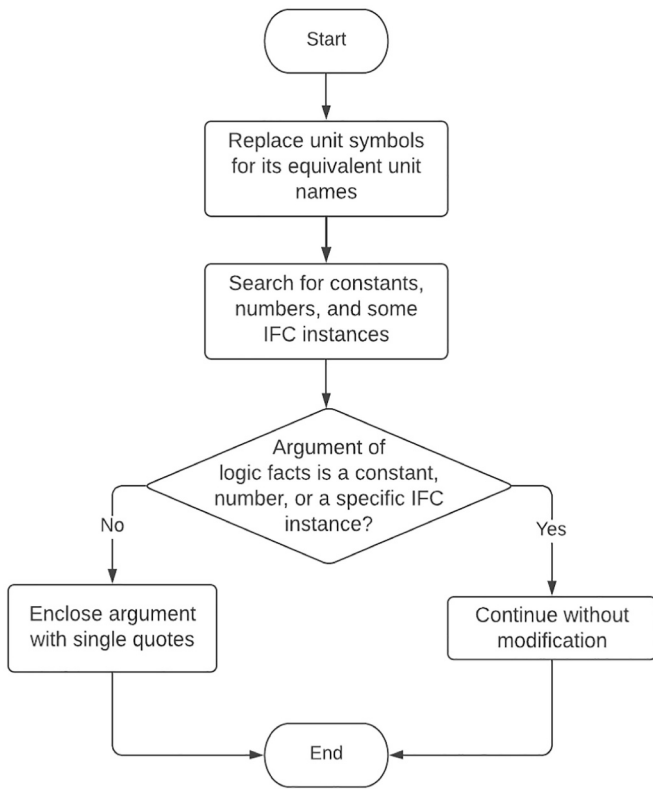 Start
Replace unit symbols
for its equivalent unit
names
Search for constants,
numbers, and some
IFC instances
Argument of
logic facts is a constant,
number, or a specific IFC
instance?
No
Yes
Enclose argument
with single quotes
Continue without
modification
End